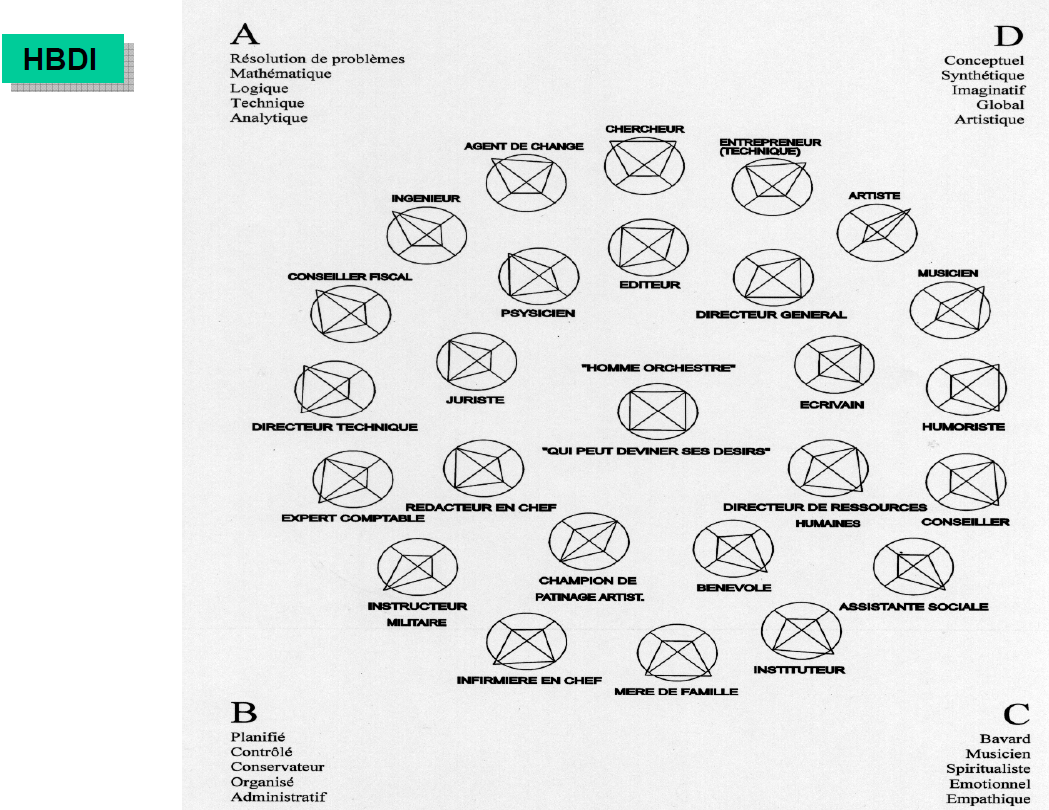 HBDI
A
Résolution de problèmes
Mathématique
Logique
Technique
Analytique
D
Conceptuel
Synthétique
Imaginatif
Global
Artistique
CHERCHEUR
AGENT DE CHANGE
ENTREPRENEUR
(TECHNIQUE)
INGENIEUR
ARTISTE
CONSEILLER FISCAL
MUSICIEN
EDITEUR
PSYSICIEN
DIRECTEUR GENERAL
"HOMME ORCHESTRE"
JURISTE
ECRIVAIN
DIRECTEUR TECHNIQUE
HUMORISTE
"QUI PEUT DEVINER SES DESIRS"
REDACTEUR EN CHEF
DIRECTEUR DE RESSOURCES
HUMAINES
EXPERT COMPTABLE
CONSEILLER
CHAMPION DE
PATINAGE ARTIST.
BENEVOLE
INSTRUCTEUR
MILITAIRE
ASSISTANTE SOCIALE
INSTITUTEUR
INFIRMIERE EN CHEF
MERE DE FAMILLE
B
Planifié
Contrôlé
Conservateur
Organisé
Administratif
C
Bavard
Musicien
Spiritualiste
Emotionnel
Empathique